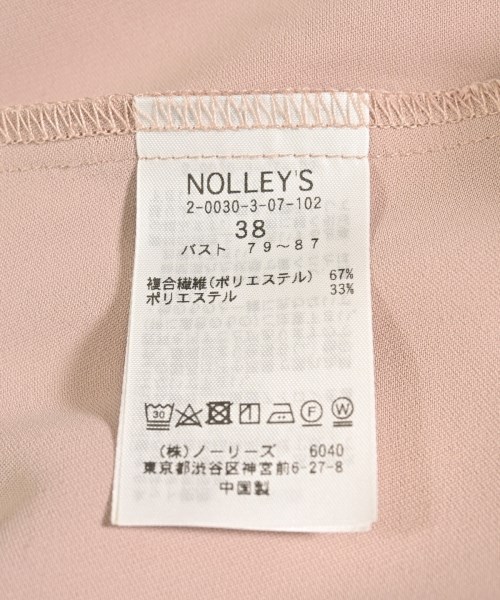 NOLLEY'S
2-0030-3-07-102
38
バスト 79～87
複合繊維(ポリエステル) 67%
ポリエステル 33%
30 F W
(株)ノーリーズ 6040
東京都渋谷区神宮前6-27-8
中国製